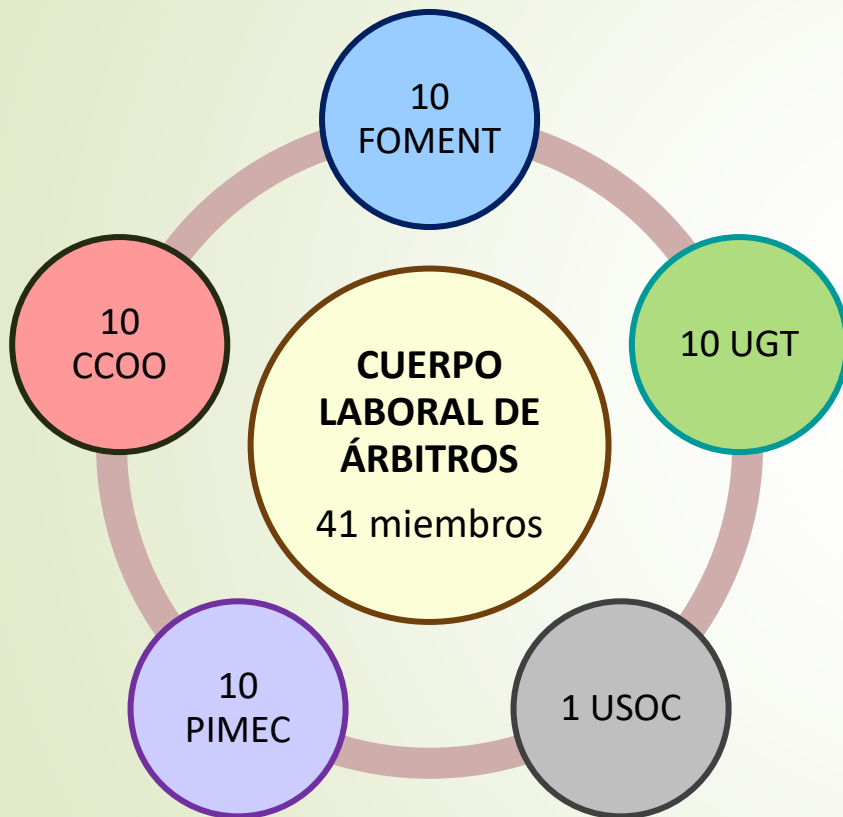 10
FOMENT
10
CCOO
10 UGT
CUERPO
LABORAL DE
ÁRBITROS
41 miembros
10
PIMEC
1 USOC